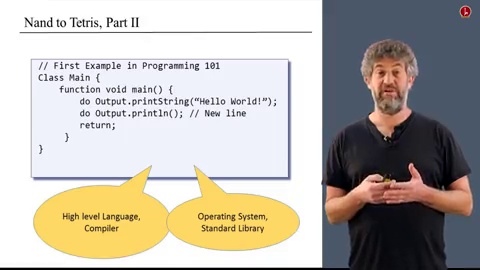 Nand to Tetris, Part II
// First Example in Programming 101
Class Main {
function void main() {
do Output.printString(“Hello World!”);
do Output.println(); // New line
return;
}
}
High level Language,
Compiler
Operating System,
Standard Library